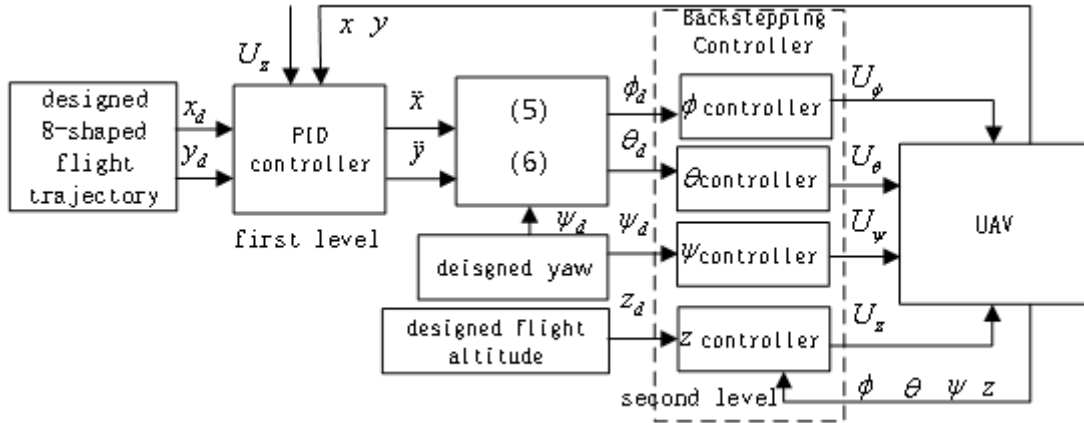 Backstepping
Controller
x y
U_z
designed
8-shaped
flight
trajectory
x_d
y_d
PID
controller
first level
ẍ
ÿ
(5)
(6)
ϕ_d
θ_d
ψ_d
ψ_d
deisgned yaw
z_d
designed flight
altitude
ϕ controller
θcontroller
ψcontroller
z controller
second level
U_ϕ
U_θ
U_ψ
U_z
UAV
ϕ θ ψ z